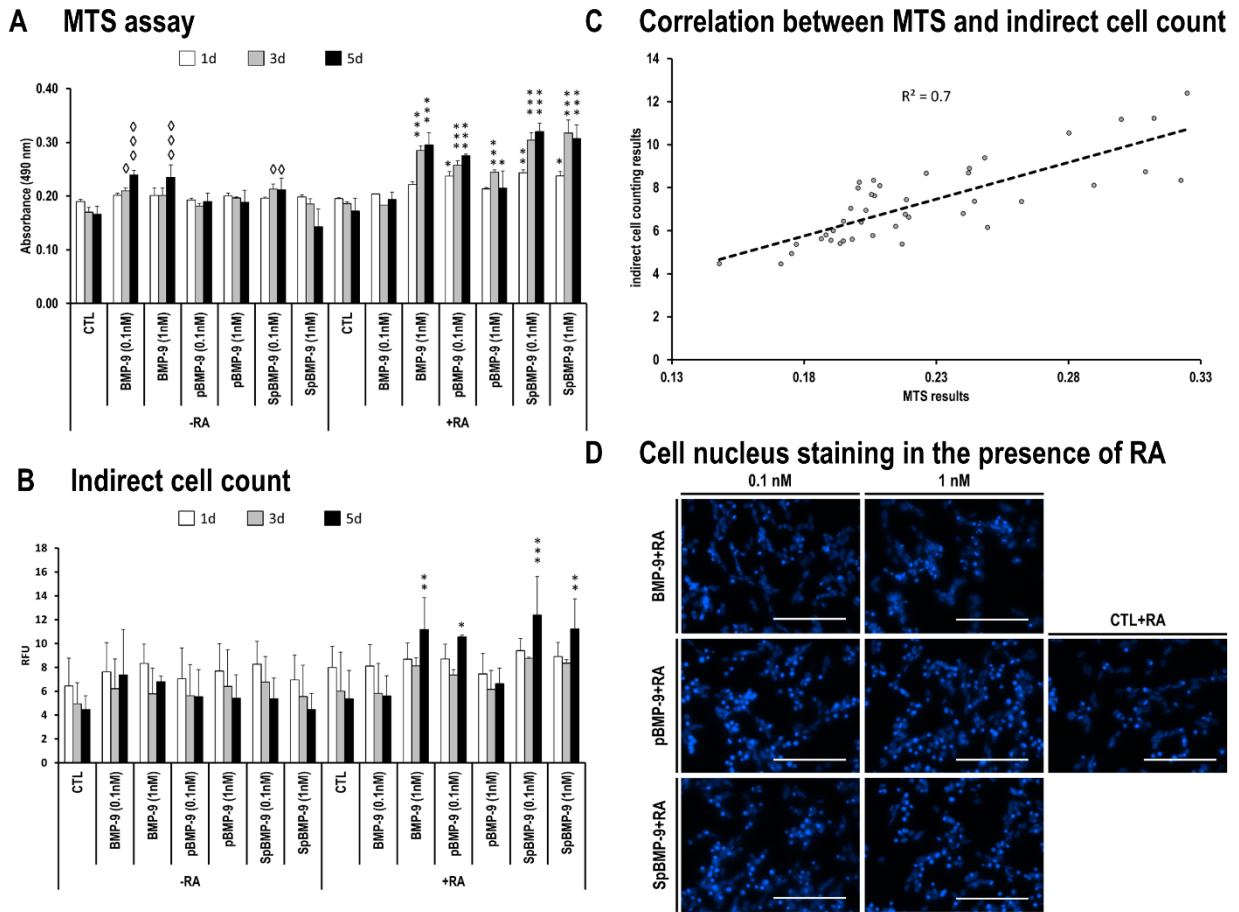 A MTS assay
1d 3d 5d
Absorbance (490 nm)
0.40
0.30
0.20
0.10
0.00
◊ ◊◊◊ ◊◊◊ ◊ ◊ *** *** * *** *** *** * ** *** *** * *** ***
CTL
BMP-9 (0.1nM)
BMP-9 (1nM)
pBMP-9 (0.1nM)
pBMP-9 (1nM)
SpBMP-9 (0.1nM)
SpBMP-9 (1nM)
CTL
BMP-9 (0.1nM)
BMP-9 (1nM)
pBMP-9 (0.1nM)
pBMP-9 (1nM)
SpBMP-9 (0.1nM)
SpBMP-9 (1nM)
-RA +RA
B Indirect cell count
1d 3d 5d
RFU
18
16
14
12
10
8
6
4
2
0
** * *** **
CTL
BMP-9 (0.1nM)
BMP-9 (1nM)
pBMP-9 (0.1nM)
pBMP-9 (1nM)
SpBMP-9 (0.1nM)
SpBMP-9 (1nM)
CTL
BMP-9 (0.1nM)
BMP-9 (1nM)
pBMP-9 (0.1nM)
pBMP-9 (1nM)
SpBMP-9 (0.1nM)
SpBMP-9 (1nM)
-RA +RA
C Correlation between MTS and indirect cell count
R² = 0.7
indirect cell counting results
14
12
10
8
6
4
2
0
0.13 0.18 0.23 0.28 0.33
MTS results
D Cell nucleus staining in the presence of RA
0.1 nM 1 nM
BMP-9+RA
pBMP-9+RA
SpBMP-9+RA
CTL+RA